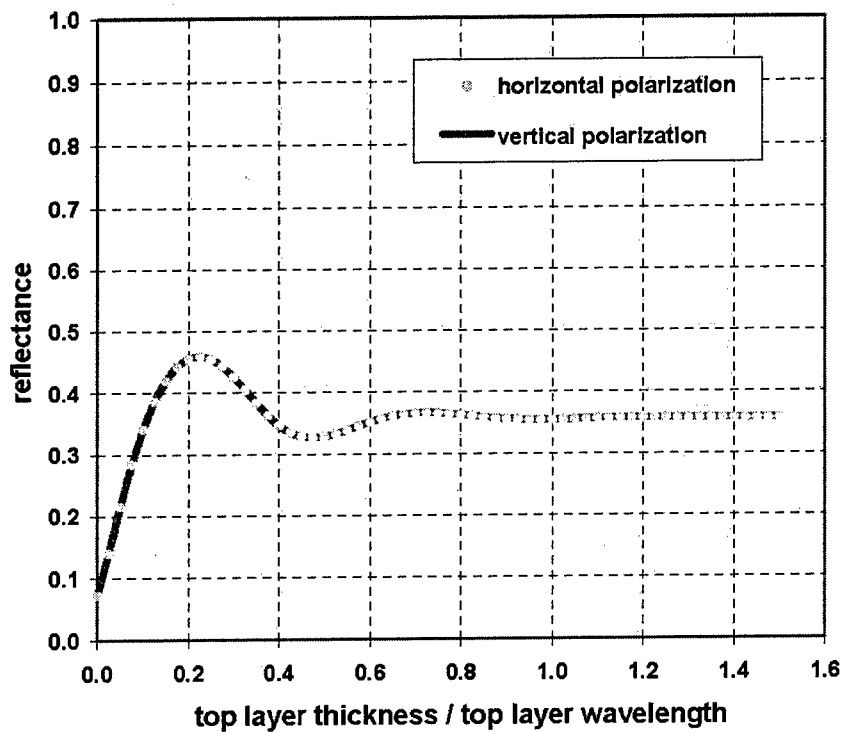 1.0
0.9
0.8
0.7
0.6
0.5
0.4
0.3
0.2
0.1
0.0
reflectance
horizontal polarization
vertical polarization
0.0 0.2 0.4 0.6 0.8 1.0 1.2 1.4 1.6
top layer thickness / top layer wavelength